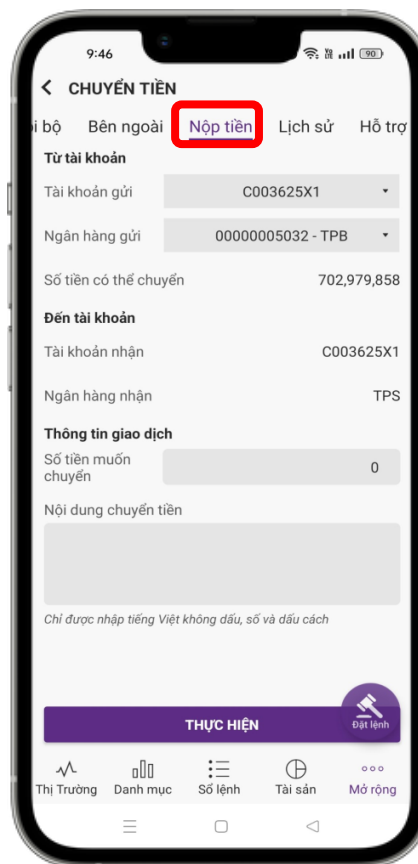 9:46
90
CHUYỂN TIỀN
Bên ngoài Nộp tiền Lịch sử Hỗ trợ
Từ tài khoản
Tài khoản gửi C003625X1
Ngân hàng gửi 00000005032 - TPB
Số tiền có thể chuyển 702,979,858
Đến tài khoản
Tài khoản nhận C003625X1
Ngân hàng nhận TPS
Thông tin giao dịch
Số tiền muốn
chuyển
0
Nội dung chuyển tiền
Chỉ được nhập tiếng Việt không dấu, số và dấu cách
THỰC HIỆN
Đặt lệnh
Thị Trường Danh mục Sổ lệnh Tài sản Mở rộng